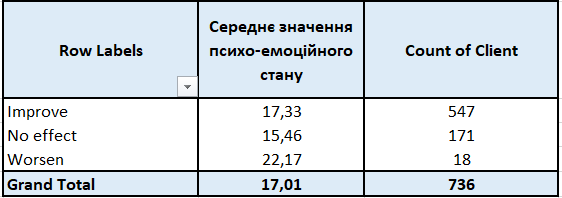 Row Labels Середнє значення психо-емоційного стану Count of Client
Improve 17,33 547
No effect 15,46 171
Worsen 22,17 18
Grand Total 17,01 736